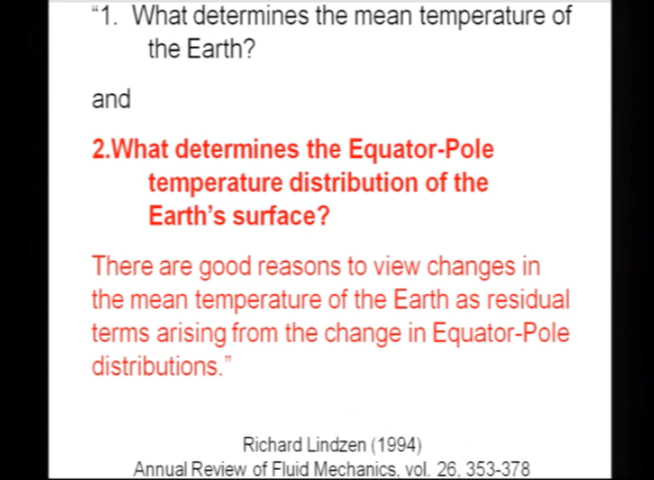 “1. What determines the mean temperature of
the Earth?
and
2.What determines the Equator-Pole
temperature distribution of the
Earth’s surface?
There are good reasons to view changes in
the mean temperature of the Earth as residual
terms arising from the change in Equator-Pole
distributions.”
Richard Lindzen (1994)
Annual Review of Fluid Mechanics, vol. 26, 353-378